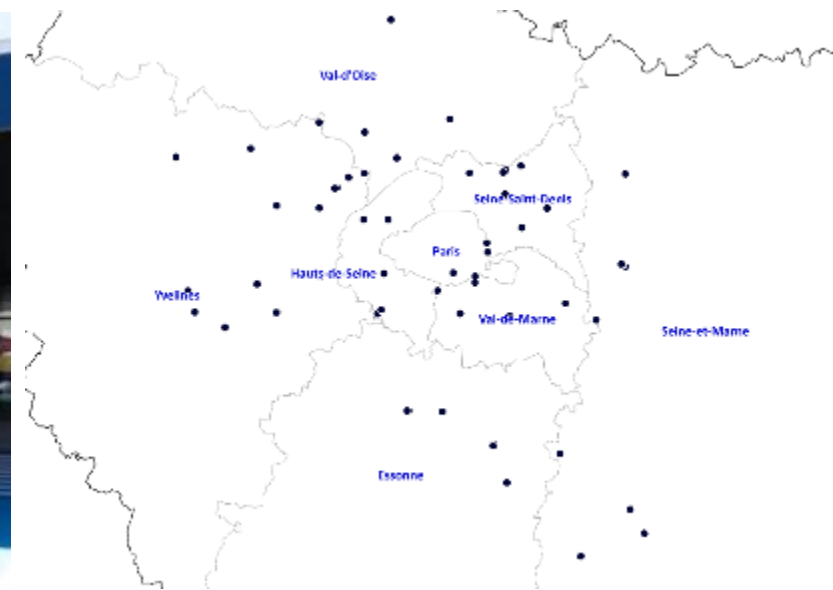 Val-d'Oise
Seine-Saint-Denis
Paris
Hauts-de-Seine
Yvelines
Val-de-Marne
Seine-et-Marne
Essonne